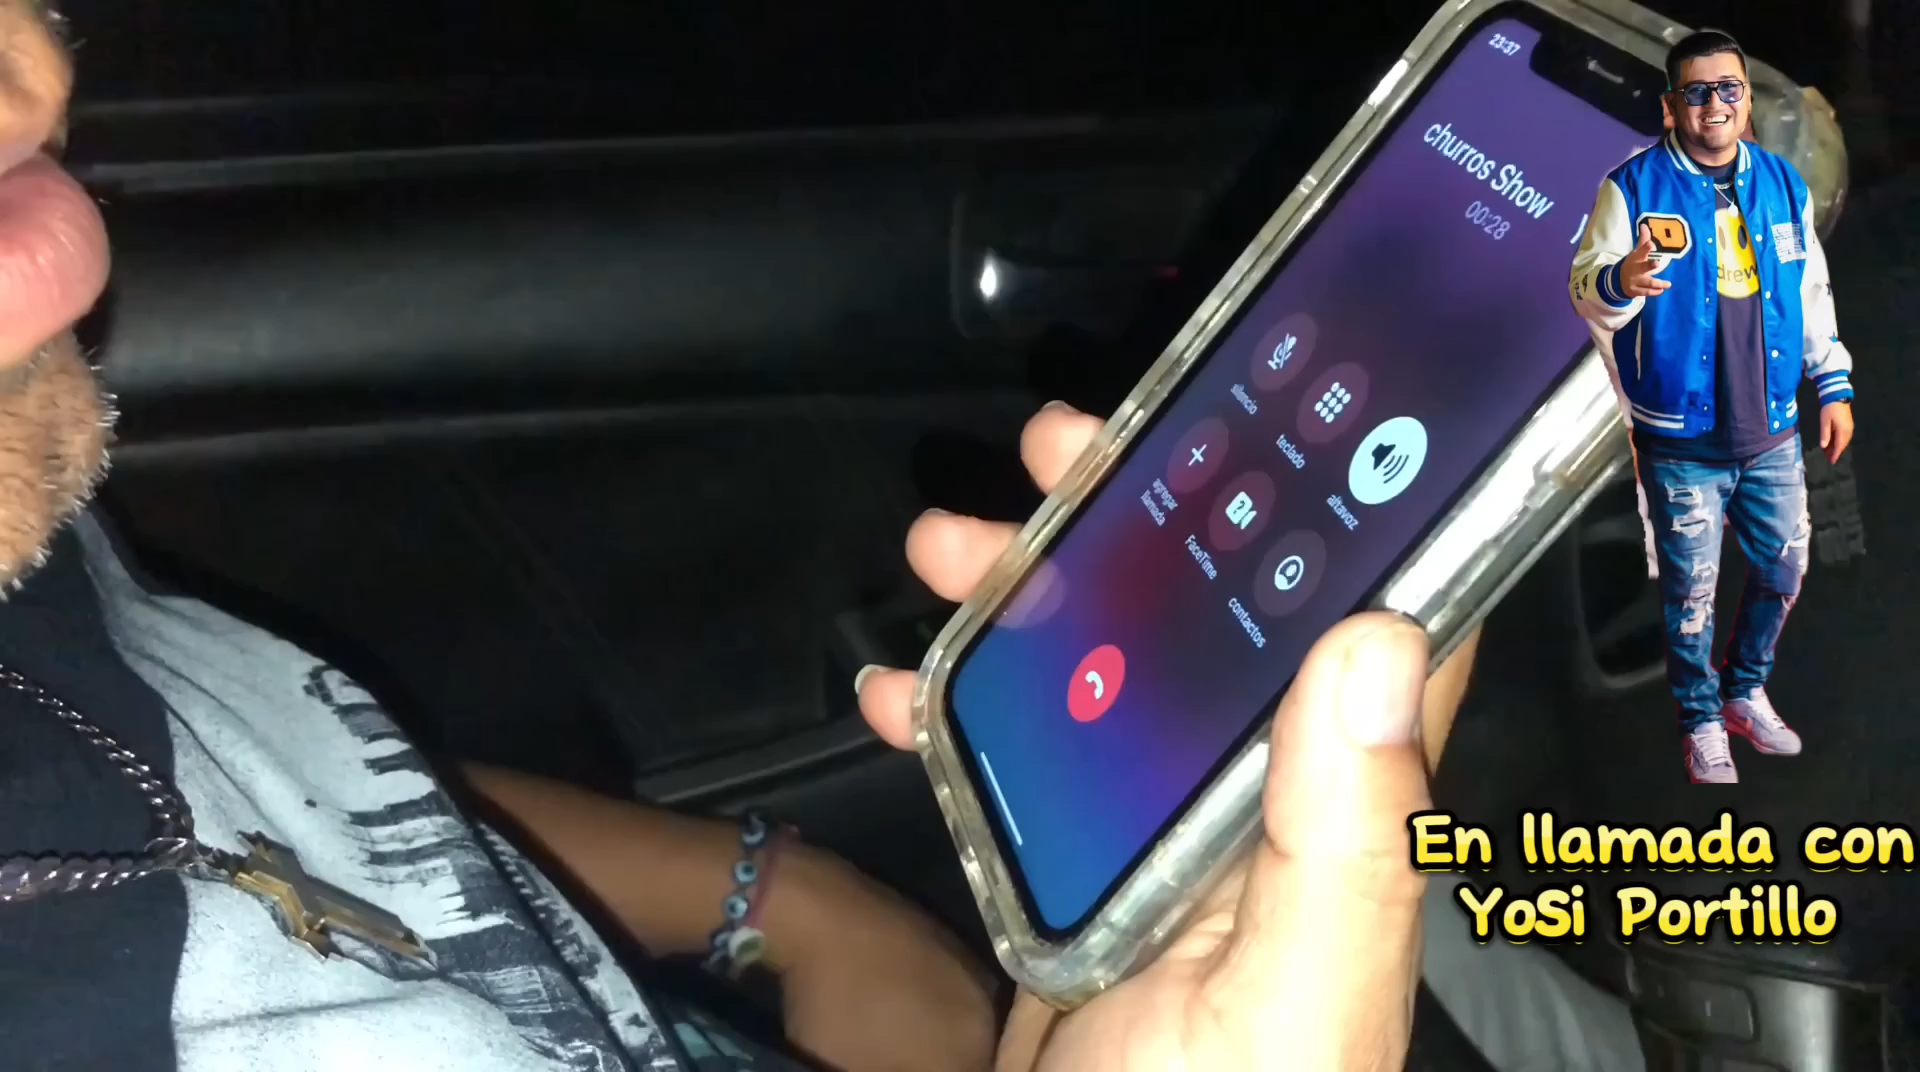 23:37
churros Show
00:28
silencio
teclado
altavoz
agregar
llamada
FaceTime
contactos
drew
En llamada con
YoSi Portillo